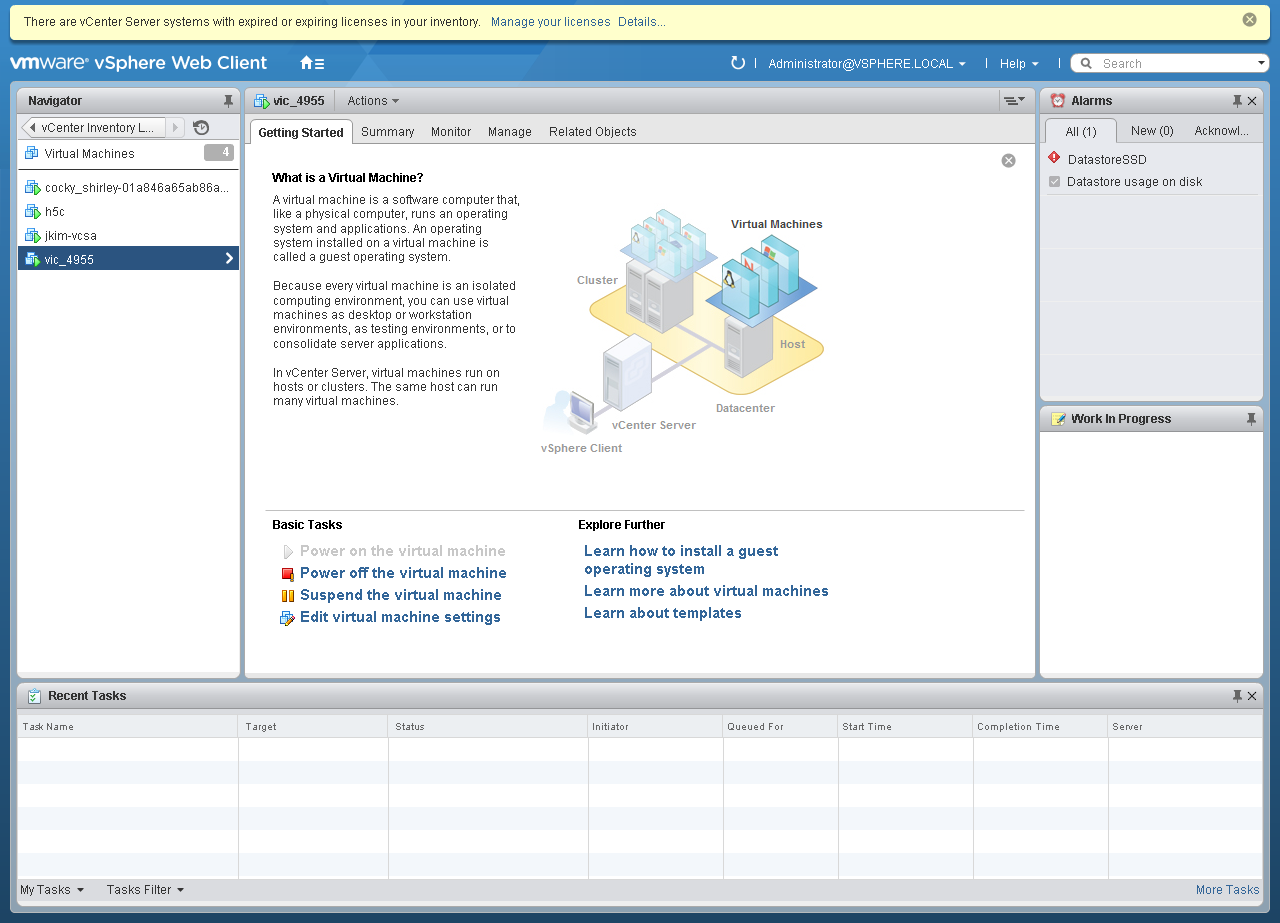 There are vCenter Server systems with expired or expiring licenses in your inventory. Manage your licenses Details...
vmware® vSphere Web Client
Administrator@VSPHERE.LOCAL
Help
Search
Navigator
vCenter Inventory L...
Virtual Machines 4
cocky_shirley-01a846a65ab86a...
h5c
jkim-vcsa
vic_4955
vic_4955 Actions
Getting Started Summary Monitor Manage Related Objects
What is a Virtual Machine?
A virtual machine is a software computer that,
like a physical computer, runs an operating
system and applications. An operating
system installed on a virtual machine is
called a guest operating system.
Because every virtual machine is an isolated
computing environment, you can use virtual
machines as desktop or workstation
environments, as testing environments, or to
consolidate server applications.
In vCenter Server, virtual machines run on
hosts or clusters. The same host can run
many virtual machines.
Virtual Machines
Cluster
Host
Datacenter
vCenter Server
vSphere Client
Basic Tasks
Power on the virtual machine
Power off the virtual machine
Suspend the virtual machine
Edit virtual machine settings
Explore Further
Learn how to install a guest
operating system
Learn more about virtual machines
Learn about templates
Alarms
All (1) New (0) Acknowl...
DatastoreSSD
Datastore usage on disk
Work In Progress
Recent Tasks
Task Name Target Status Initiator Queued For Start Time Completion Time Server
My Tasks Tasks Filter More Tasks